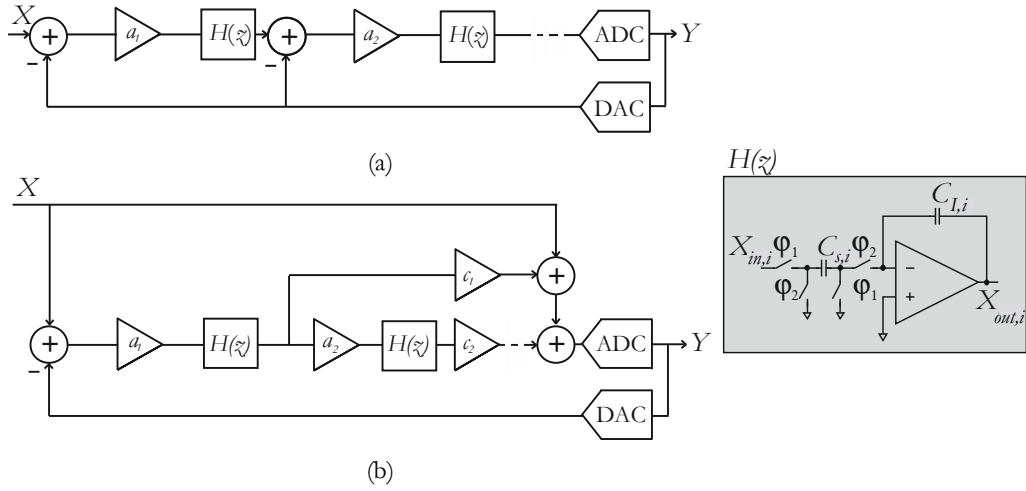 X
a1
H(z)
a2
H(z)
ADC
Y
DAC
(a)
X
c1
a1
H(z)
a2
H(z)
c2
ADC
Y
DAC
(b)
H(z)
CI,i
Xin,i φ1 Cs,i φ2
φ2 φ1
Xout,i